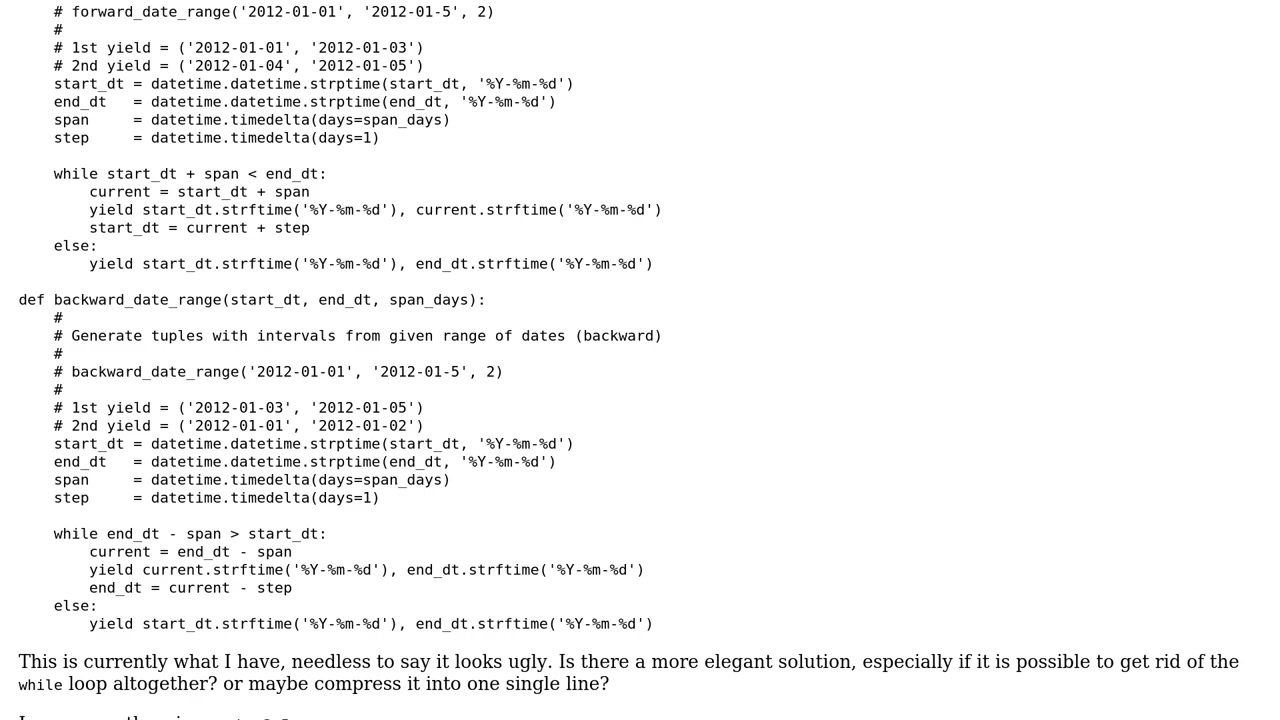 # forward_date_range('2012-01-01', '2012-01-5', 2)
#
# 1st yield = ('2012-01-01', '2012-01-03')
# 2nd yield = ('2012-01-04', '2012-01-05')
start_dt = datetime.datetime.strptime(start_dt, '%Y-%m-%d')
end_dt   = datetime.datetime.strptime(end_dt, '%Y-%m-%d')
span     = datetime.timedelta(days=span_days)
step     = datetime.timedelta(days=1)
while start_dt + span < end_dt:
current = start_dt + span
yield start_dt.strftime('%Y-%m-%d'), current.strftime('%Y-%m-%d')
start_dt = current + step
else:
yield start_dt.strftime('%Y-%m-%d'), end_dt.strftime('%Y-%m-%d')
def backward_date_range(start_dt, end_dt, span_days):
#
# Generate tuples with intervals from given range of dates (backward)
#
# backward_date_range('2012-01-01', '2012-01-5', 2)
#
# 1st yield = ('2012-01-03', '2012-01-05')
# 2nd yield = ('2012-01-01', '2012-01-02')
start_dt = datetime.datetime.strptime(start_dt, '%Y-%m-%d')
end_dt   = datetime.datetime.strptime(end_dt, '%Y-%m-%d')
span     = datetime.timedelta(days=span_days)
step     = datetime.timedelta(days=1)
while end_dt - span > start_dt:
current = end_dt - span
yield current.strftime('%Y-%m-%d'), end_dt.strftime('%Y-%m-%d')
end_dt = current - step
else:
yield start_dt.strftime('%Y-%m-%d'), end_dt.strftime('%Y-%m-%d')
This is currently what I have, needless to say it looks ugly. Is there a more elegant solution, especially if it is possible to get rid of the
while loop altogether? or maybe compress it into one single line?